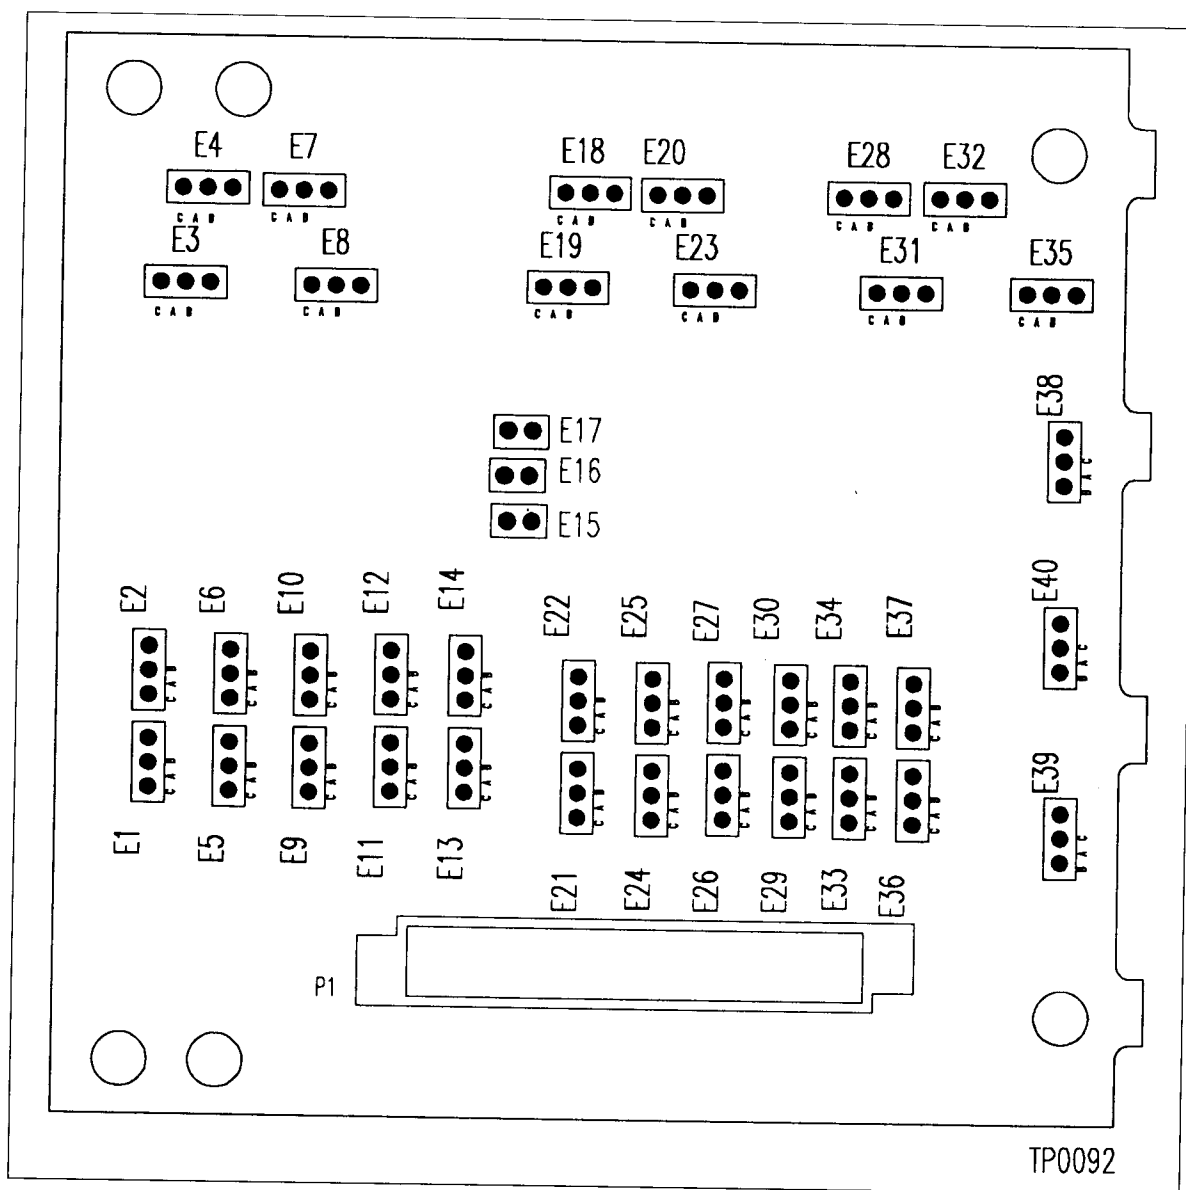 E4 E7 E18 E20 E28 E32
C A B C A B C A B C A B C A B C A B
E3 E8 E19 E23 E31 E35
C A B C A B C A B C A B C A B C A B
E38
B A C
E17
E16
E15
E2 E6 E10 E12 E14 E22 E25 E27 E30 E34 E37 E40
C A B C A B C A B C A B C A B C A B C A B C A B C A B C A B C A B B A C
C A B C A B C A B C A B C A B C A B C A B C A B C A B C A B C A B
E39
B A C
E1 E5 E9 E11 E13 E21 E24 E26 E29 E33 E36
P1
TP0092